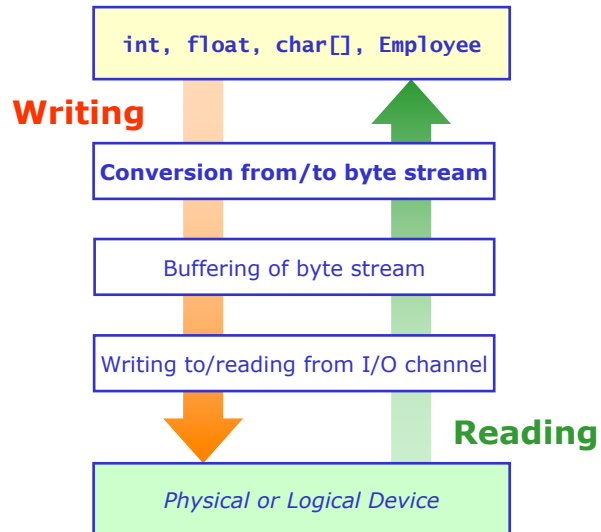 int, float, char[], Employee
Writing
Conversion from/to byte stream
Buffering of byte stream
Writing to/reading from I/O channel
Reading
Physical or Logical Device